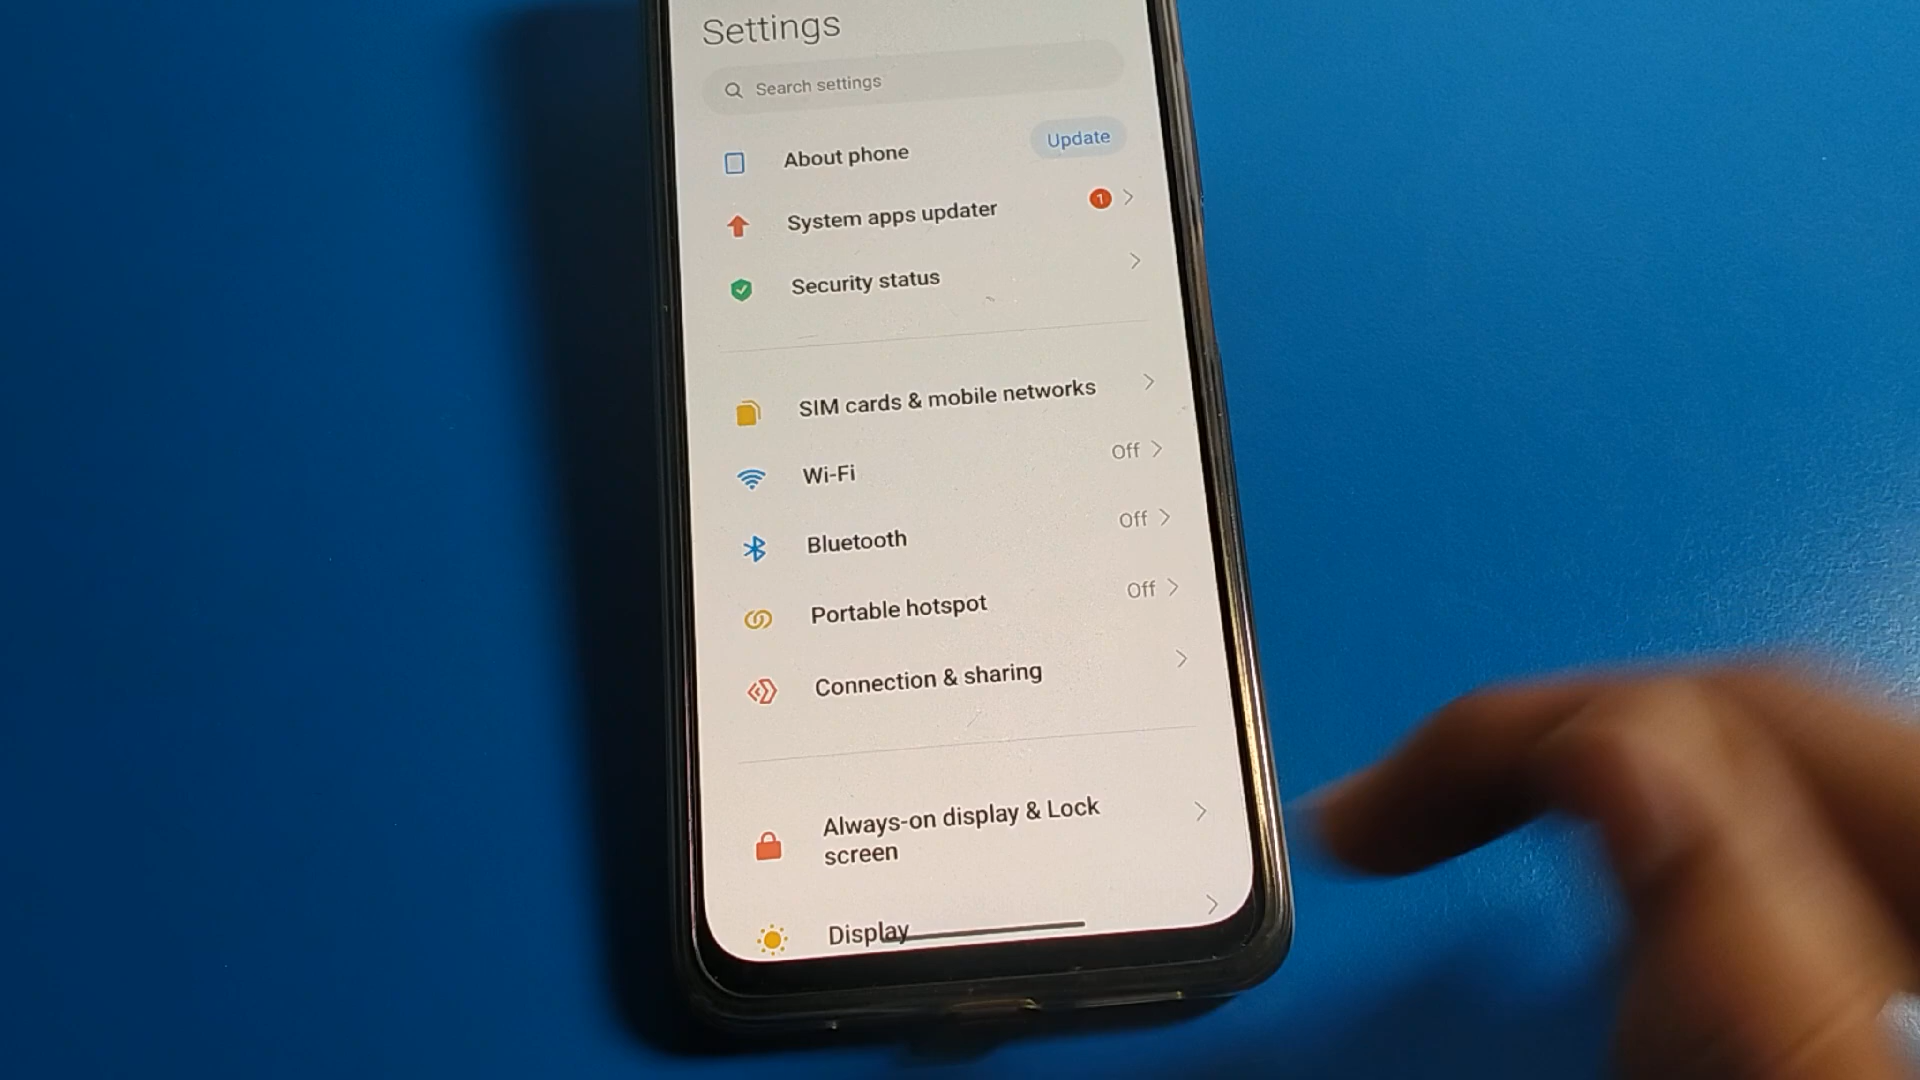 Settings
Search settings
About phone
Update
System apps updater
1
Security status
SIM cards & mobile networks
Wi-Fi
Off
Bluetooth
Off
Portable hotspot
Off
Connection & sharing
Always-on display & Lock
screen
Display